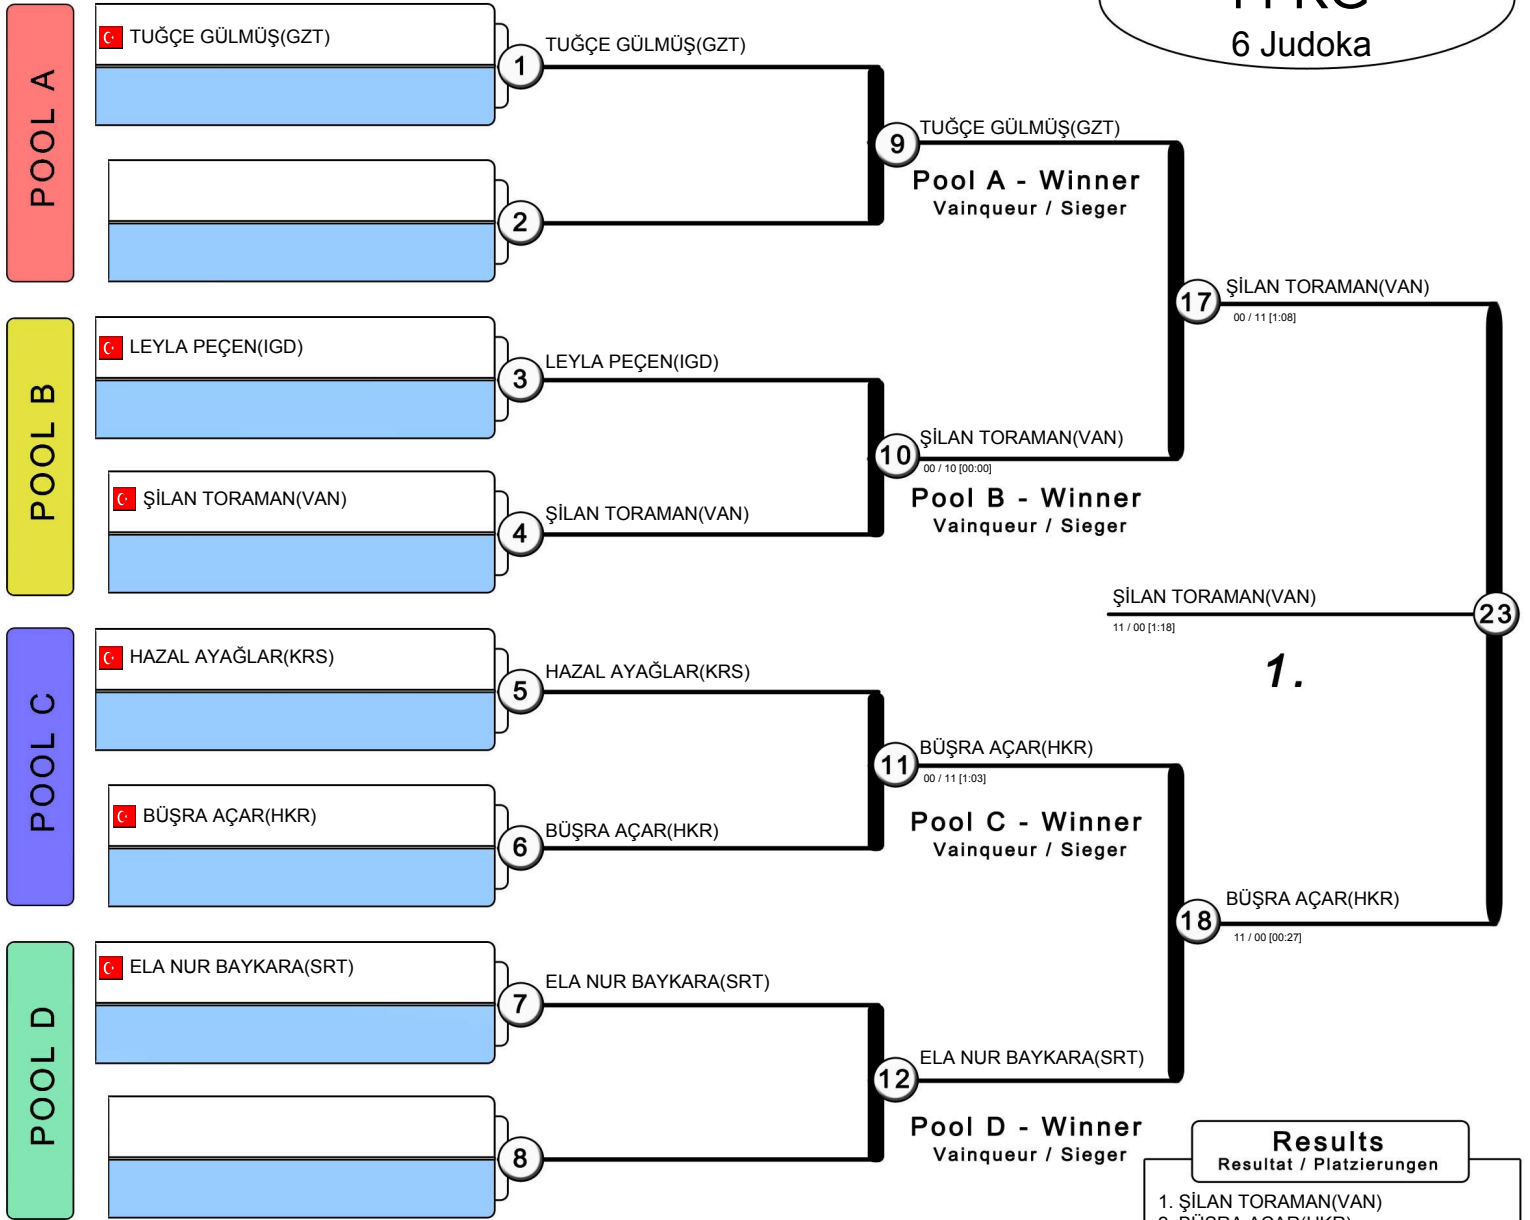 6 Judoka
POOL A
TUĞÇE GÜLMÜŞ(GZT)
1
TUĞÇE GÜLMÜŞ(GZT)
2
9
TUĞÇE GÜLMÜŞ(GZT)
Pool A - Winner
Vainqueur / Sieger
POOL B
LEYLA PEÇEN(IGD)
3
LEYLA PEÇEN(IGD)
ŞİLAN TORAMAN(VAN)
4
ŞİLAN TORAMAN(VAN)
10
ŞİLAN TORAMAN(VAN)
00 / 10 [00:00]
Pool B - Winner
Vainqueur / Sieger
17
ŞİLAN TORAMAN(VAN)
00 / 11 [1:08]
ŞİLAN TORAMAN(VAN)
11 / 00 [1:18]
23
1.
POOL C
HAZAL AYAĞLAR(KRS)
5
HAZAL AYAĞLAR(KRS)
BÜŞRA AÇAR(HKR)
6
BÜŞRA AÇAR(HKR)
11
BÜŞRA AÇAR(HKR)
00 / 11 [1:03]
Pool C - Winner
Vainqueur / Sieger
18
BÜŞRA AÇAR(HKR)
11 / 00 [00:27]
POOL D
ELA NUR BAYKARA(SRT)
7
ELA NUR BAYKARA(SRT)
8
12
ELA NUR BAYKARA(SRT)
Pool D - Winner
Vainqueur / Sieger
Results
Resultat / Platzierungen
1. ŞİLAN TORAMAN(VAN)
2. BÜŞRA AÇAR(HKR)